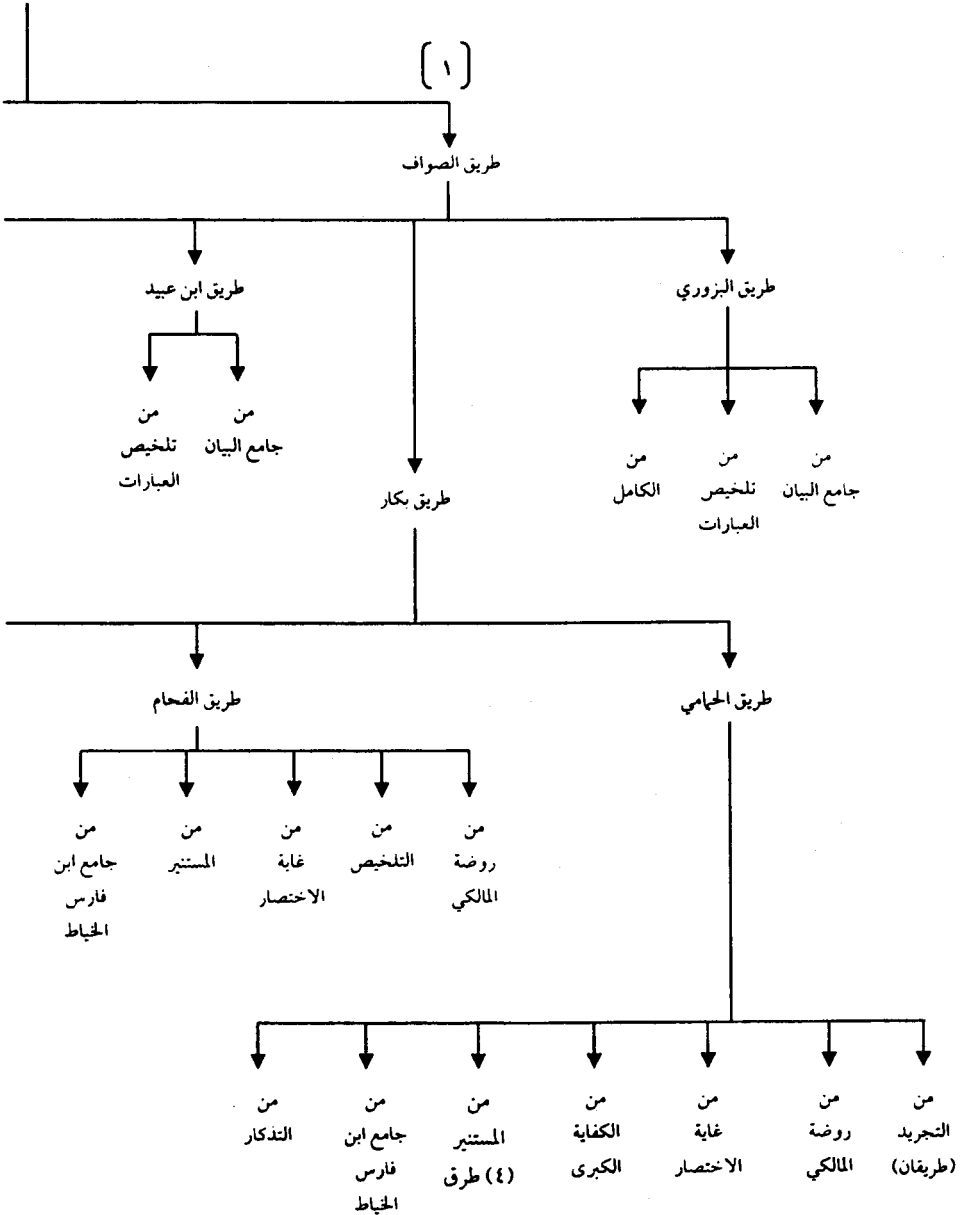 [١]
طريق الصواف
طريق البزوري
طريق ابن عبيد
من
جامع البيان
من
تلخيص
العبارات
من
الكامل
من
جامع البيان
من
تلخيص
العبارات
طريق بكار
طريق الحمامي
طريق الفحام
من
روضة
المالكي
من
التلخيص
من
غاية
الاختصار
من
المستنير
من
جامع ابن
فارس
الخياط
من
التجريد
(طريقان)
من
روضة
المالكي
من
غاية
الاختصار
من
الكفاية
الكبرى
من
المستنير
(٤) طرق
من
جامع ابن
فارس
الخياط
من
التذكار